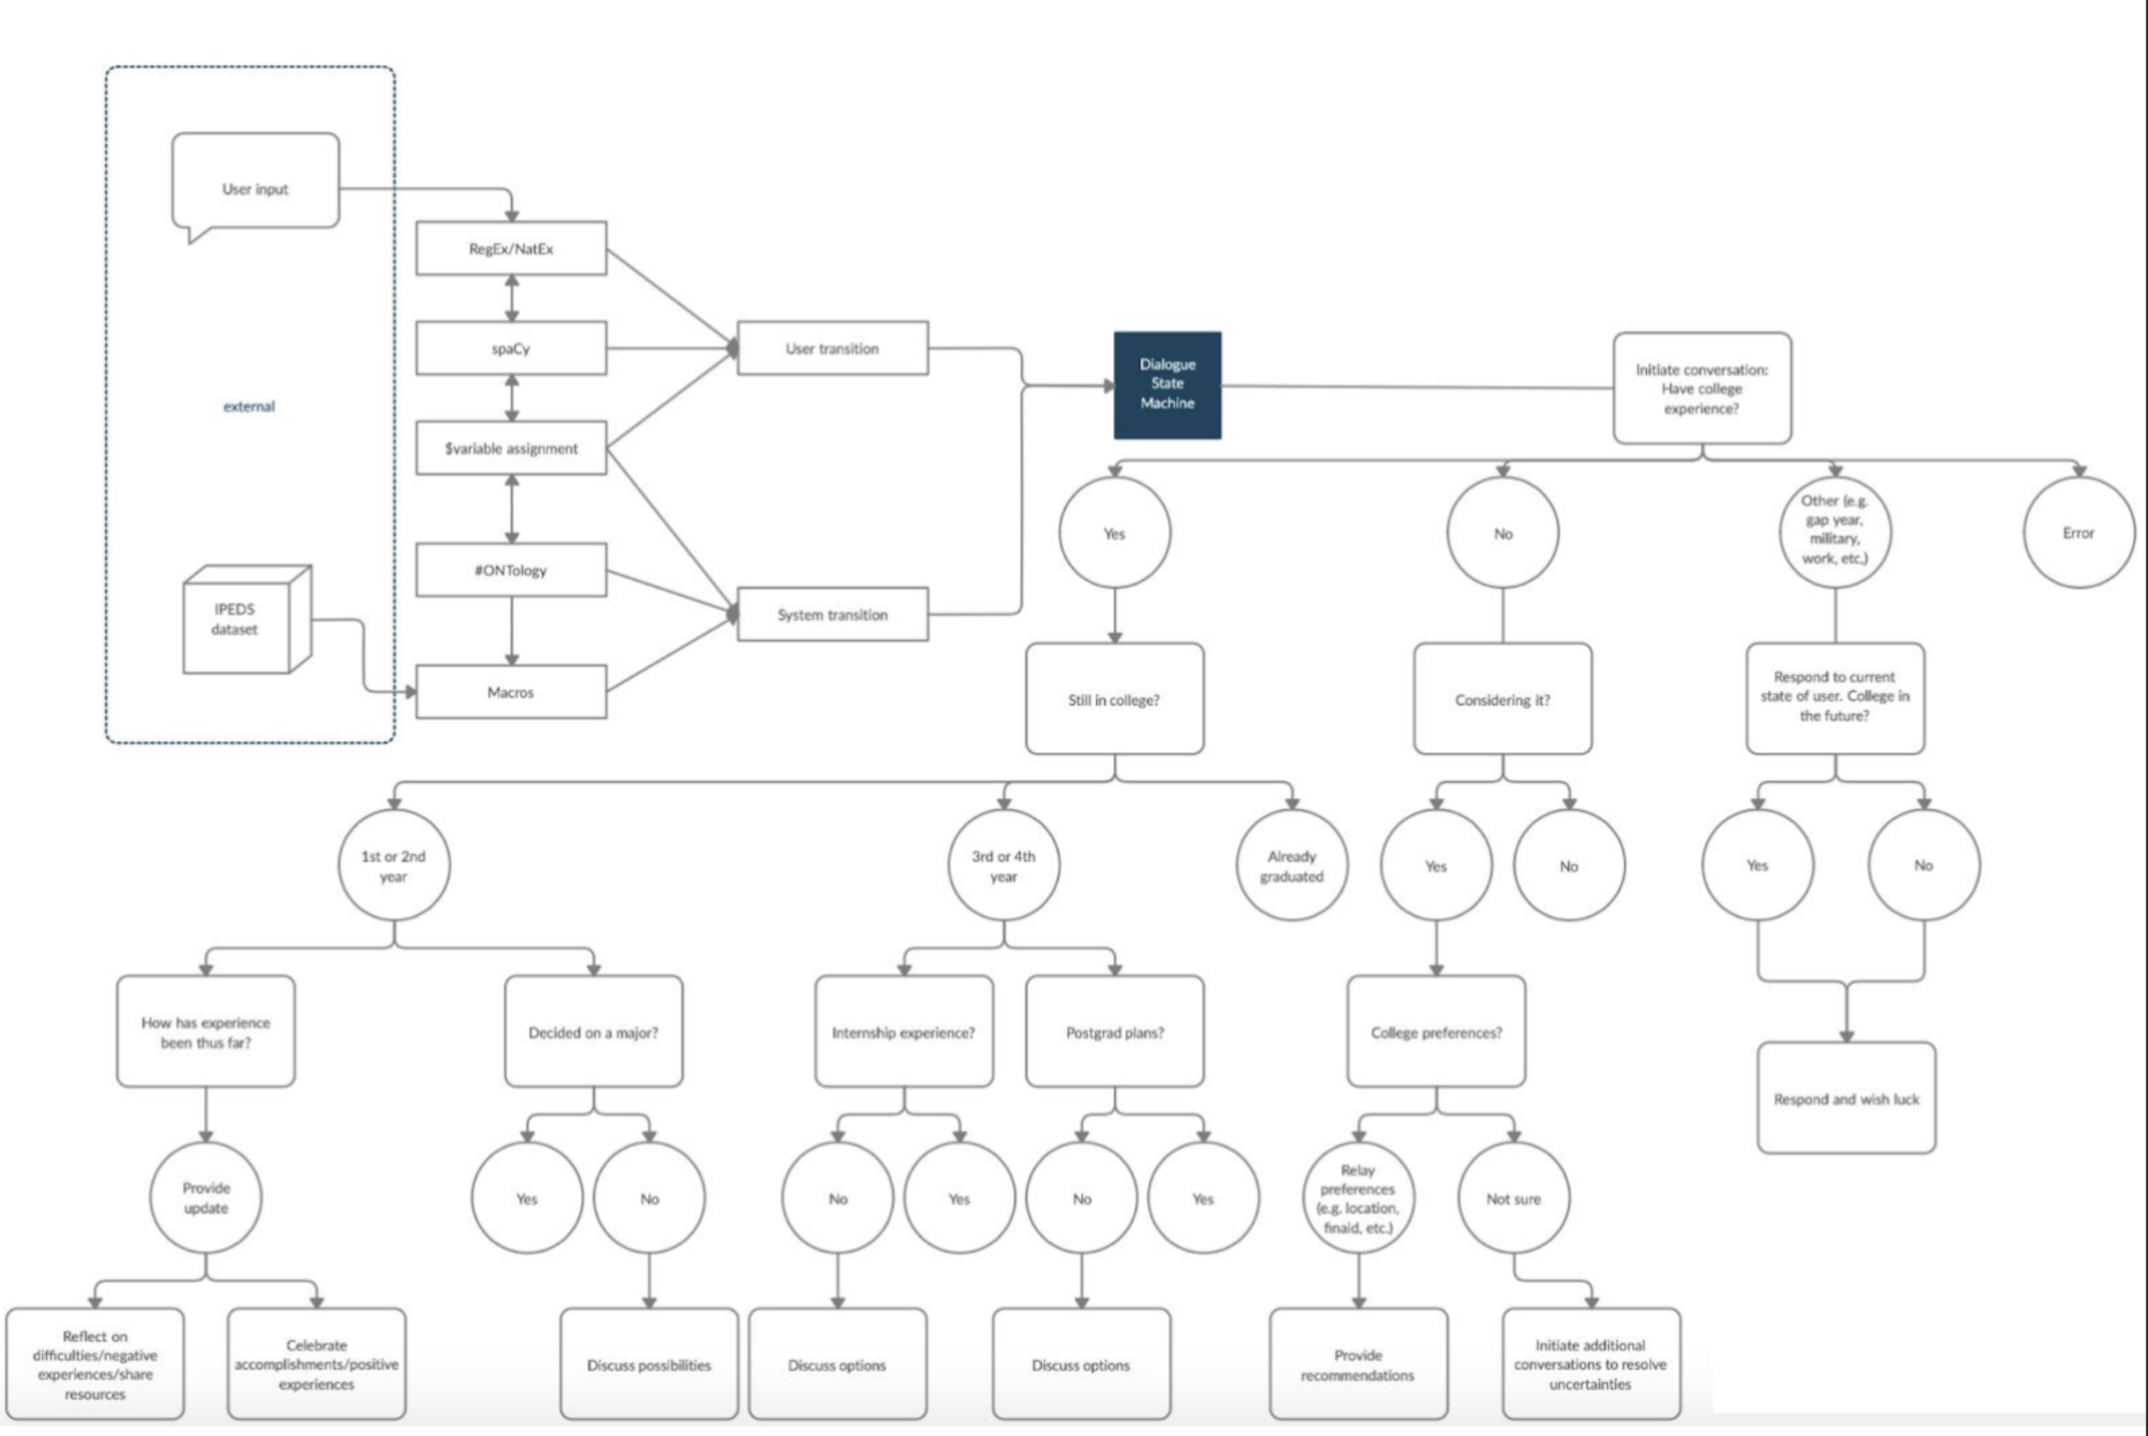 User input
RegEx/NatEx
spaCy
User transition
Dialogue
State
Machine
Initiate conversation:
Have college
experience?
external
$variable assignment
#ONTology
IPEDS
dataset
System transition
Macros
Yes
No
Other (e.g.
gap year,
military,
work, etc,)
Error
Still in college?
Considering it?
Respond to current
state of user. College in
the future?
1st or 2nd
year
3rd or 4th
year
Already
graduated
Yes
No
Yes
No
How has experience
been thus far?
Decided on a major?
Internship experience?
Postgrad plans?
College preferences?
Respond and wish luck
Provide
update
Yes
No
No
Yes
No
Yes
Relay
preferences
(e.g. location,
finaid, etc.)
Not sure
Reflect on
difficulties/negative
experiences/share
resources
Celebrate
accomplishments/positive
experiences
Discuss possibilities
Discuss options
Discuss options
Provide
recommendations
Initiate additional
conversations to resolve
uncertainties